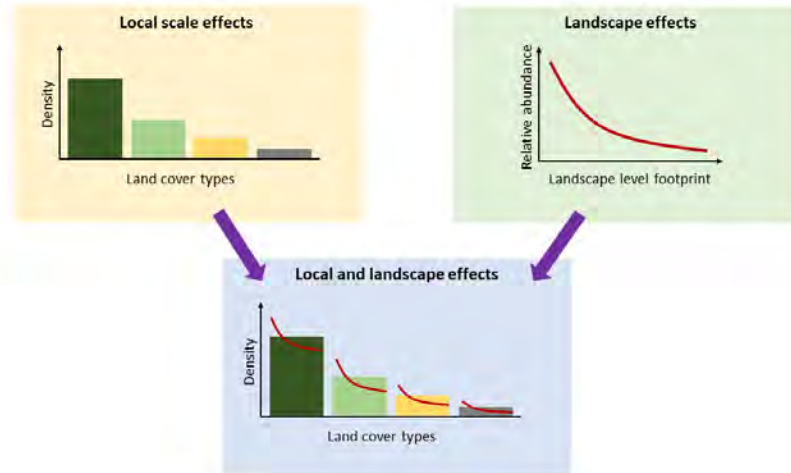 Local scale effects
Density
Land cover types
Landscape effects
Relative abundance
Landscape level footprint
Local and landscape effects
Density
Land cover types